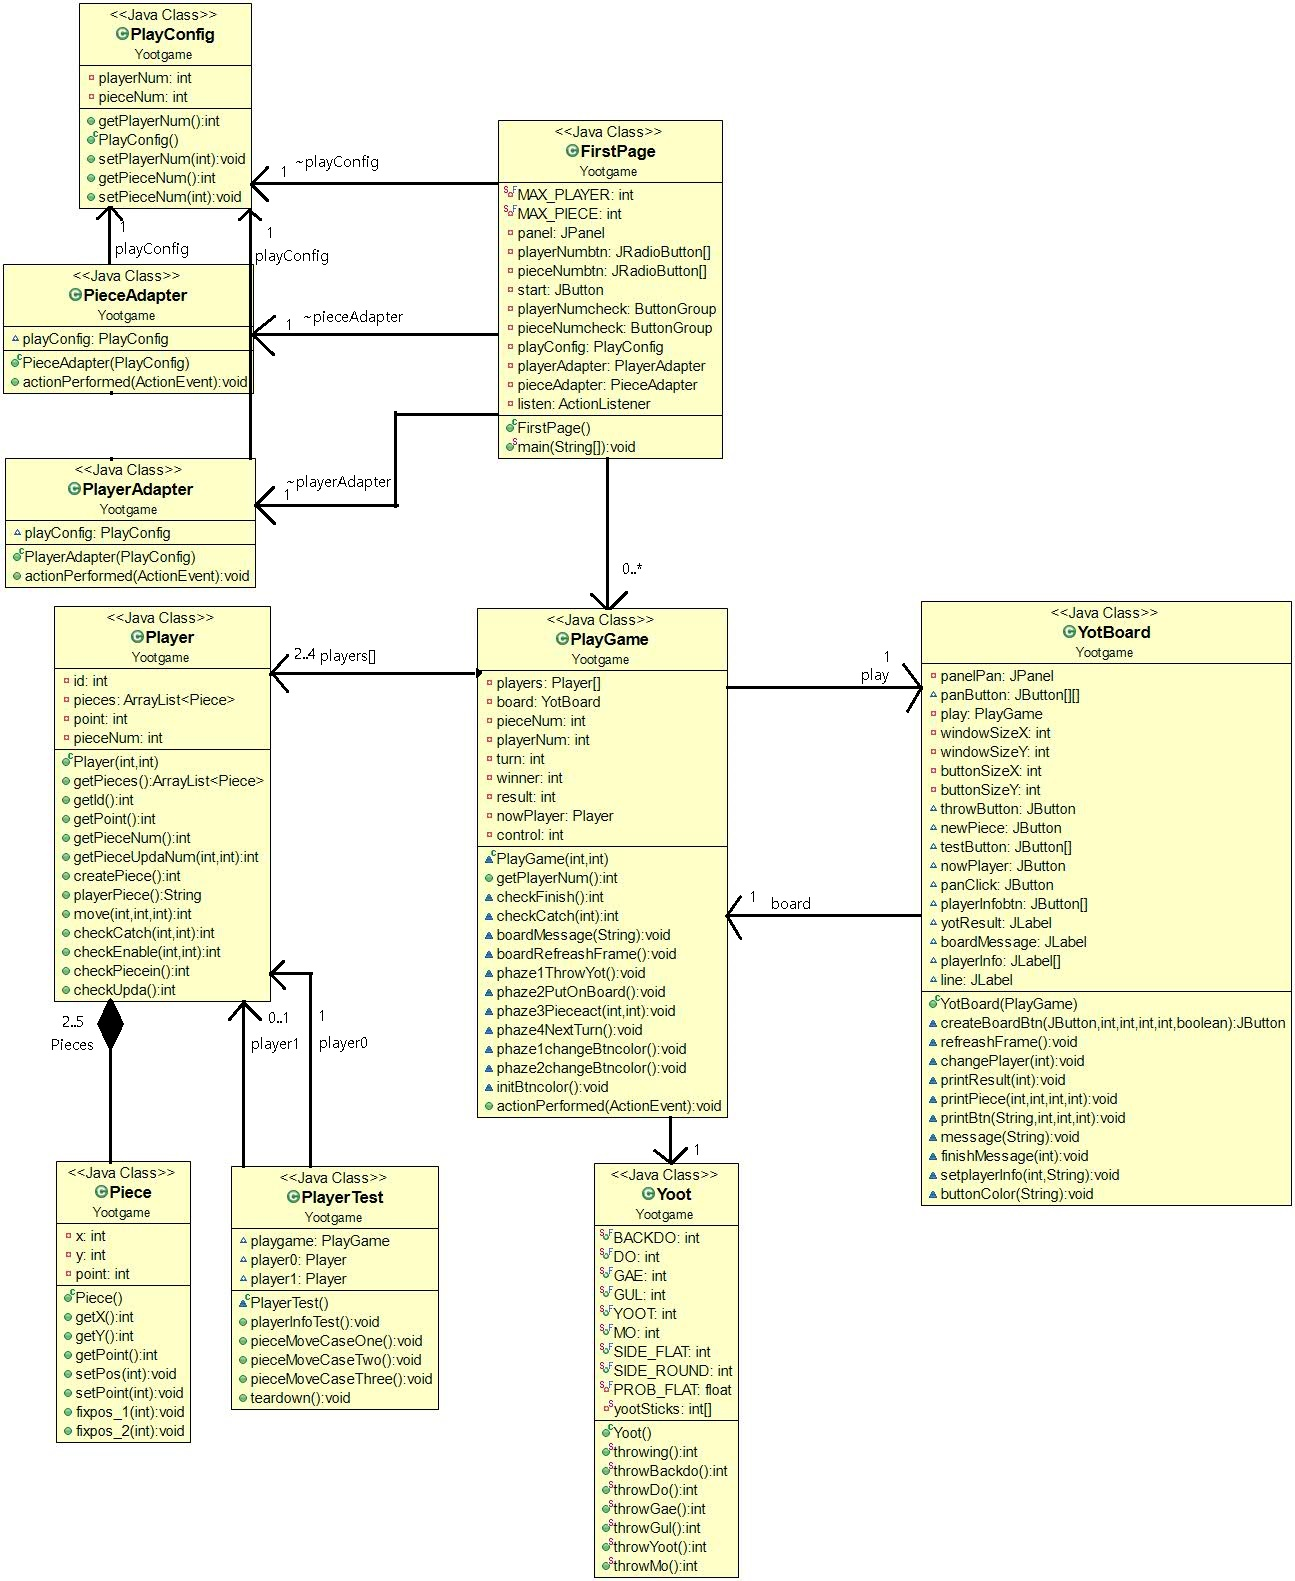 <<Java Class>>
PlayConfig
Yootgame
playerNum: int
pieceNum: int
getPlayerNum():int
PlayConfig()
setPlayerNum(int):void
getPieceNum():int
setPieceNum(int):void
1
~playConfig
1
playConfig
1
playConfig
<<Java Class>>
FirstPage
Yootgame
MAX_PLAYER: int
MAX_PIECE: int
panel: JPanel
playerNumbtn: JRadioButton[]
pieceNumbtn: JRadioButton[]
start: JButton
playerNumcheck: ButtonGroup
pieceNumcheck: ButtonGroup
playConfig: PlayConfig
playerAdapter: PlayerAdapter
pieceAdapter: PieceAdapter
listen: ActionListener
FirstPage()
main(String[]):void
<<Java Class>>
PieceAdapter
Yootgame
playConfig: PlayConfig
PieceAdapter(PlayConfig)
actionPerformed(ActionEvent):void
1
~pieceAdapter
<<Java Class>>
PlayerAdapter
Yootgame
playConfig: PlayConfig
PlayerAdapter(PlayConfig)
actionPerformed(ActionEvent):void
1
~playerAdapter
0..*
<<Java Class>>
Player
Yootgame
id: int
pieces: ArrayList<Piece>
point: int
pieceNum: int
Player(int,int)
getPieces():ArrayList<Piece>
getId():int
getPoint():int
getPieceNum():int
getPieceUpdaNum(int,int):int
createPiece():int
playerPiece():String
move(int,int,int):int
checkCatch(int,int):int
checkEnable(int,int):int
checkPiecein():int
checkUpda():int
2..4 players[]
<<Java Class>>
PlayGame
Yootgame
players: Player[]
board: YotBoard
pieceNum: int
playerNum: int
turn: int
winner: int
result: int
nowPlayer: Player
control: int
PlayGame(int,int)
getPlayerNum():int
checkFinish():int
checkCatch(int):int
boardMessage(String):void
boardRefreashFrame():void
phaze1ThrowYot():void
phaze2PutOnBoard():void
phaze3Pieceact(int,int):void
phaze4NextTurn():void
phaze1changeBtncolor():void
phaze2changeBtncolor():void
initBtncolor():void
actionPerformed(ActionEvent):void
1
play
1
board
<<Java Class>>
YotBoard
Yootgame
panelPan: JPanel
panButton: JButton[][]
play: PlayGame
windowSizeX: int
windowSizeY: int
buttonSizeX: int
buttonSizeY: int
throwButton: JButton
newPiece: JButton
testButton: JButton[]
nowPlayer: JButton
panClick: JButton
playerInfobtn: JButton[]
yotResult: JLabel
boardMessage: JLabel
playerInfo: JLabel[]
line: JLabel
YotBoard(PlayGame)
createBoardBtn(JButton,int,int,int,int,boolean):JButton
refreashFrame():void
changePlayer(int):void
printResult(int):void
printPiece(int,int,int,int):void
printBtn(String,int,int,int):void
message(String):void
finishMessage(int):void
setplayerInfo(int,String):void
buttonColor(String):void
2..5
Pieces
0..1
player1
1
player0
1
<<Java Class>>
Piece
Yootgame
x: int
y: int
point: int
Piece()
getX():int
getY():int
getPoint():int
setPos(int):void
setPoint(int):void
fixpos_1(int):void
fixpos_2(int):void
<<Java Class>>
PlayerTest
Yootgame
playgame: PlayGame
player0: Player
player1: Player
PlayerTest()
playerInfoTest():void
pieceMoveCaseOne():void
pieceMoveCaseTwo():void
pieceMoveCaseThree():void
teardown():void
<<Java Class>>
Yoot
Yootgame
BACKDO: int
DO: int
GAE: int
GUL: int
YOOT: int
MO: int
SIDE_FLAT: int
SIDE_ROUND: int
PROB_FLAT: float
yootSticks: int[]
Yoot()
throwing():int
throwBackdo():int
throwDo():int
throwGae():int
throwGul():int
throwYoot():int
throwMo():int